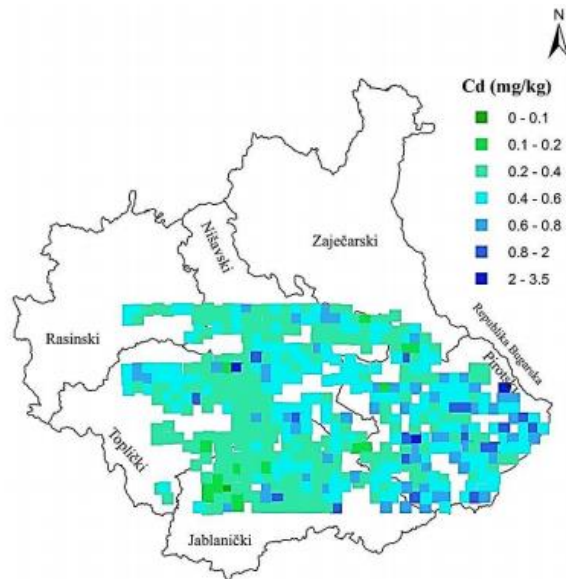 N
Cd (mg/kg)
0 - 0.1
0.1 - 0.2
0.2 - 0.4
0.4 - 0.6
0.6 - 0.8
0.8 - 2
2 - 3.5
Zaječarski
Nišavski
Rasinski
Republika Bugarska
Toplički
Jablanički